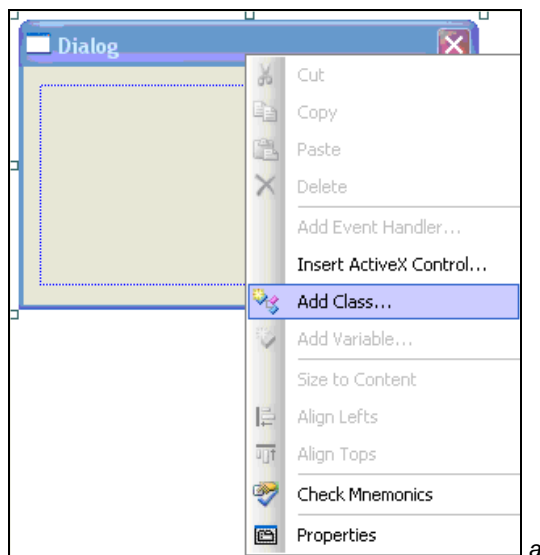 Dialog
Cut
Copy
Paste
Delete
Add Event Handler...
Insert ActiveX Control...
Add Class...
Add Variable...
Size to Content
Align Lefts
Align Tops
Check Mnemonics
Properties
a